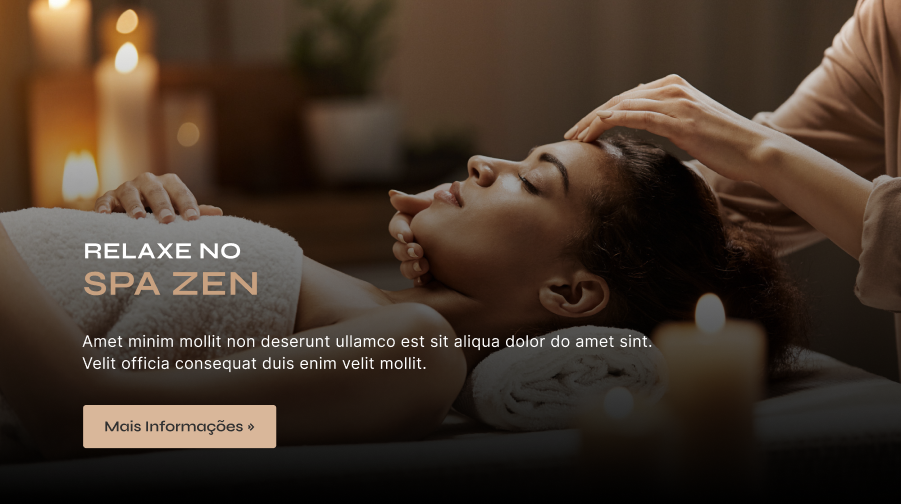 RELAXE NO
SPA ZEN
Amet minim mollit non deserunt ullamco est sit aliqua dolor do amet sint.
Velit officia consequat duis enim velit mollit.
Mais Informações »